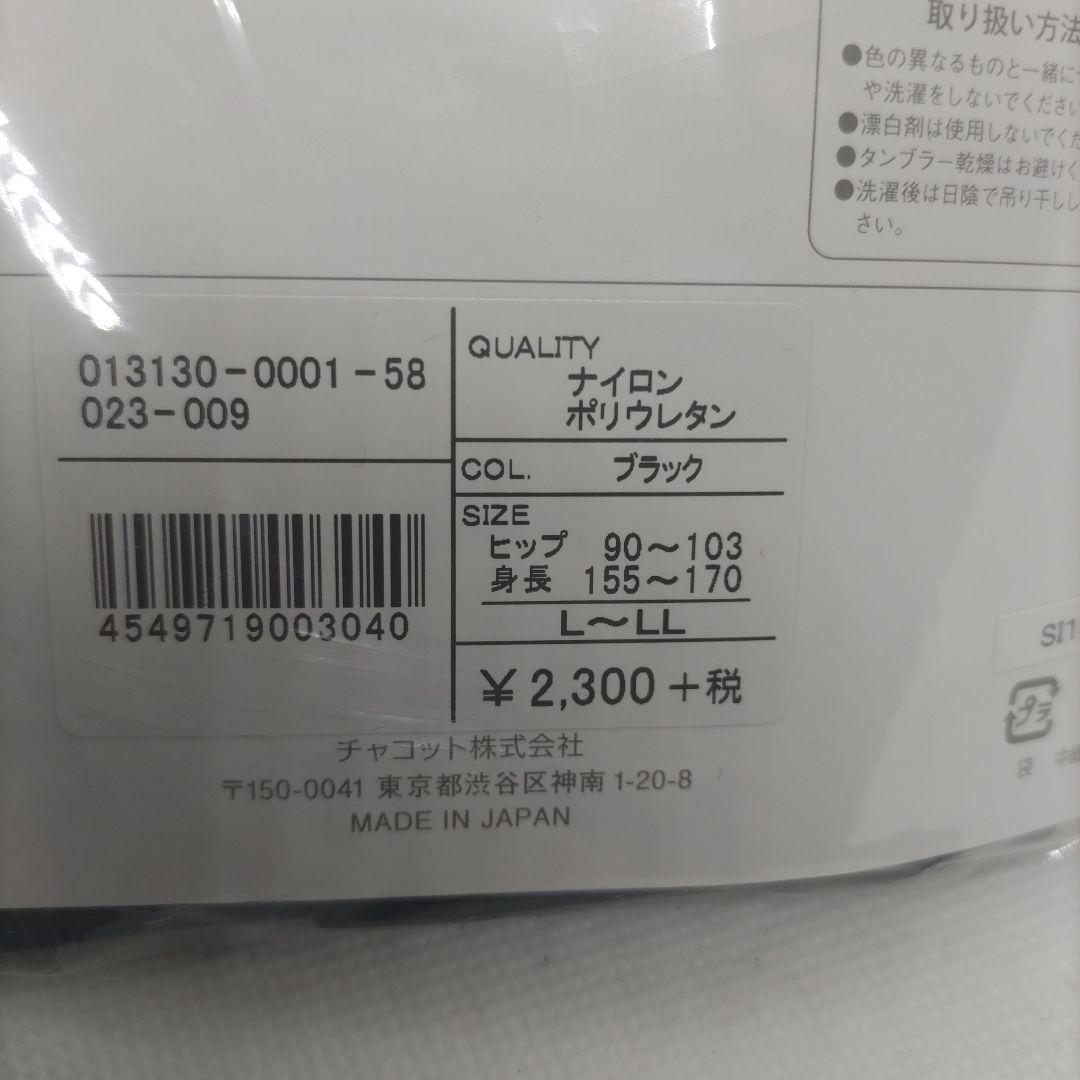 取り扱い方法
●色の異なるものと一緒に
や洗濯をしないでください
●漂白剤は使用しないでくだ
●タンブラー乾燥はお避けく
●洗濯後は日陰で吊り干しし
さい。
013130-0001-58
023-009
4549719003040
QUALITY
ナイロン
ポリウレタン
COL. ブラック
SIZE
ヒップ 90～103
身長 155～170
L～LL
¥2,300+税
SI1
プラ
袋
チャコット株式会社
〒150-0041 東京都渋谷区神南1-20-8
MADE IN JAPAN